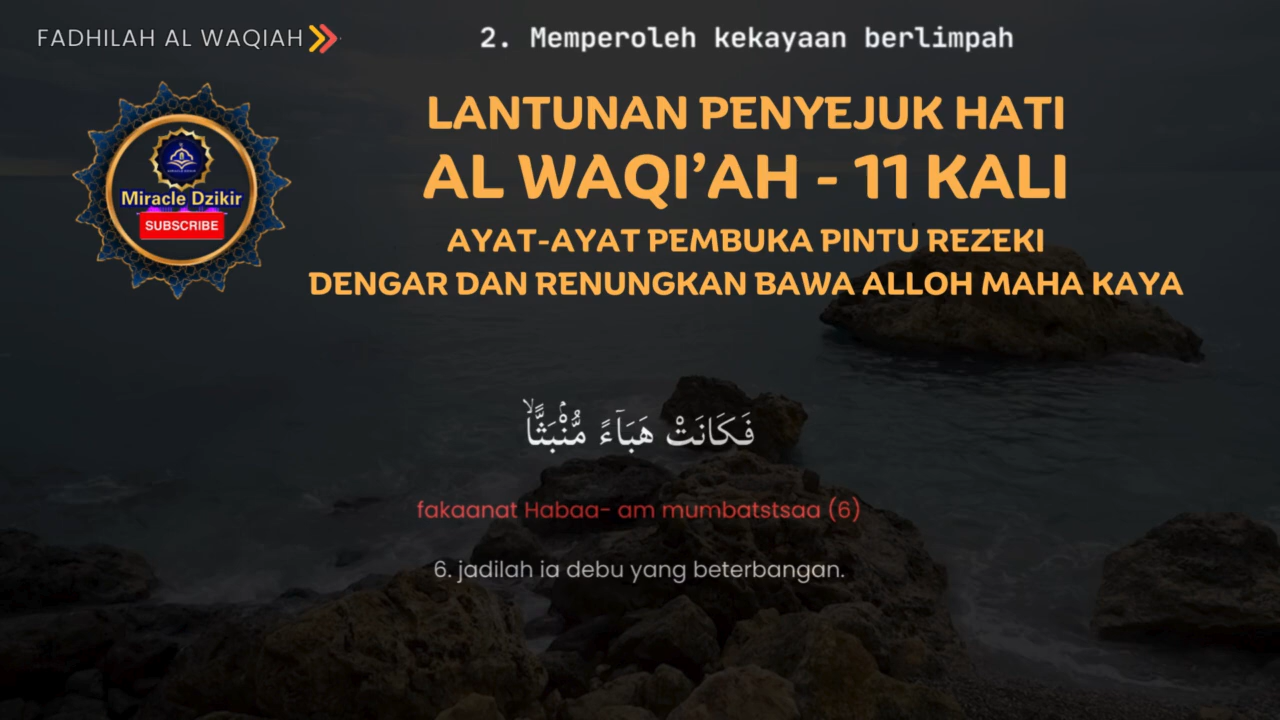 FADHILAH AL WAQIAH
2. Memperoleh kekayaan berlimpah
LANTUNAN PENYEJUK HATI
AL WAQI'AH - 11 KALI
AYAT-AYAT PEMBUKA PINTU REZEKI
DENGAR DAN RENUNGKAN BAWA ALLOH MAHA KAYA
Miracle Dzikir
SUBSCRIBE
فَكَانَتْ هَبَاۤءً مُّنْۢبَثًّاۙ
fakaanat Habaa- am mumbatstsaa (6)
6. jadilah ia debu yang beterbangan.